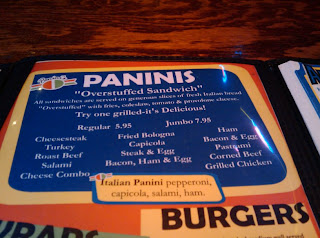 PANINIS
"Overstuffed Sandwich"
All sandwiches are served on generous slices of fresh Italian bread
"Overstuffed" with fries, coleslaw, tomato & provolone cheese.
Try one grilled-it's Delicious!
Regular 5.95 Jumbo 7.95
Cheesesteak Fried Bologna Ham
Turkey Capicola Bacon & Egg
Roast Beef Steak & Egg Pastrami
Salami Bacon, Ham & Egg Corned Beef
Cheese Combo Grilled Chicken
Italian Panini pepperoni,
capicola, salami, ham.
WRAPS BURGERS